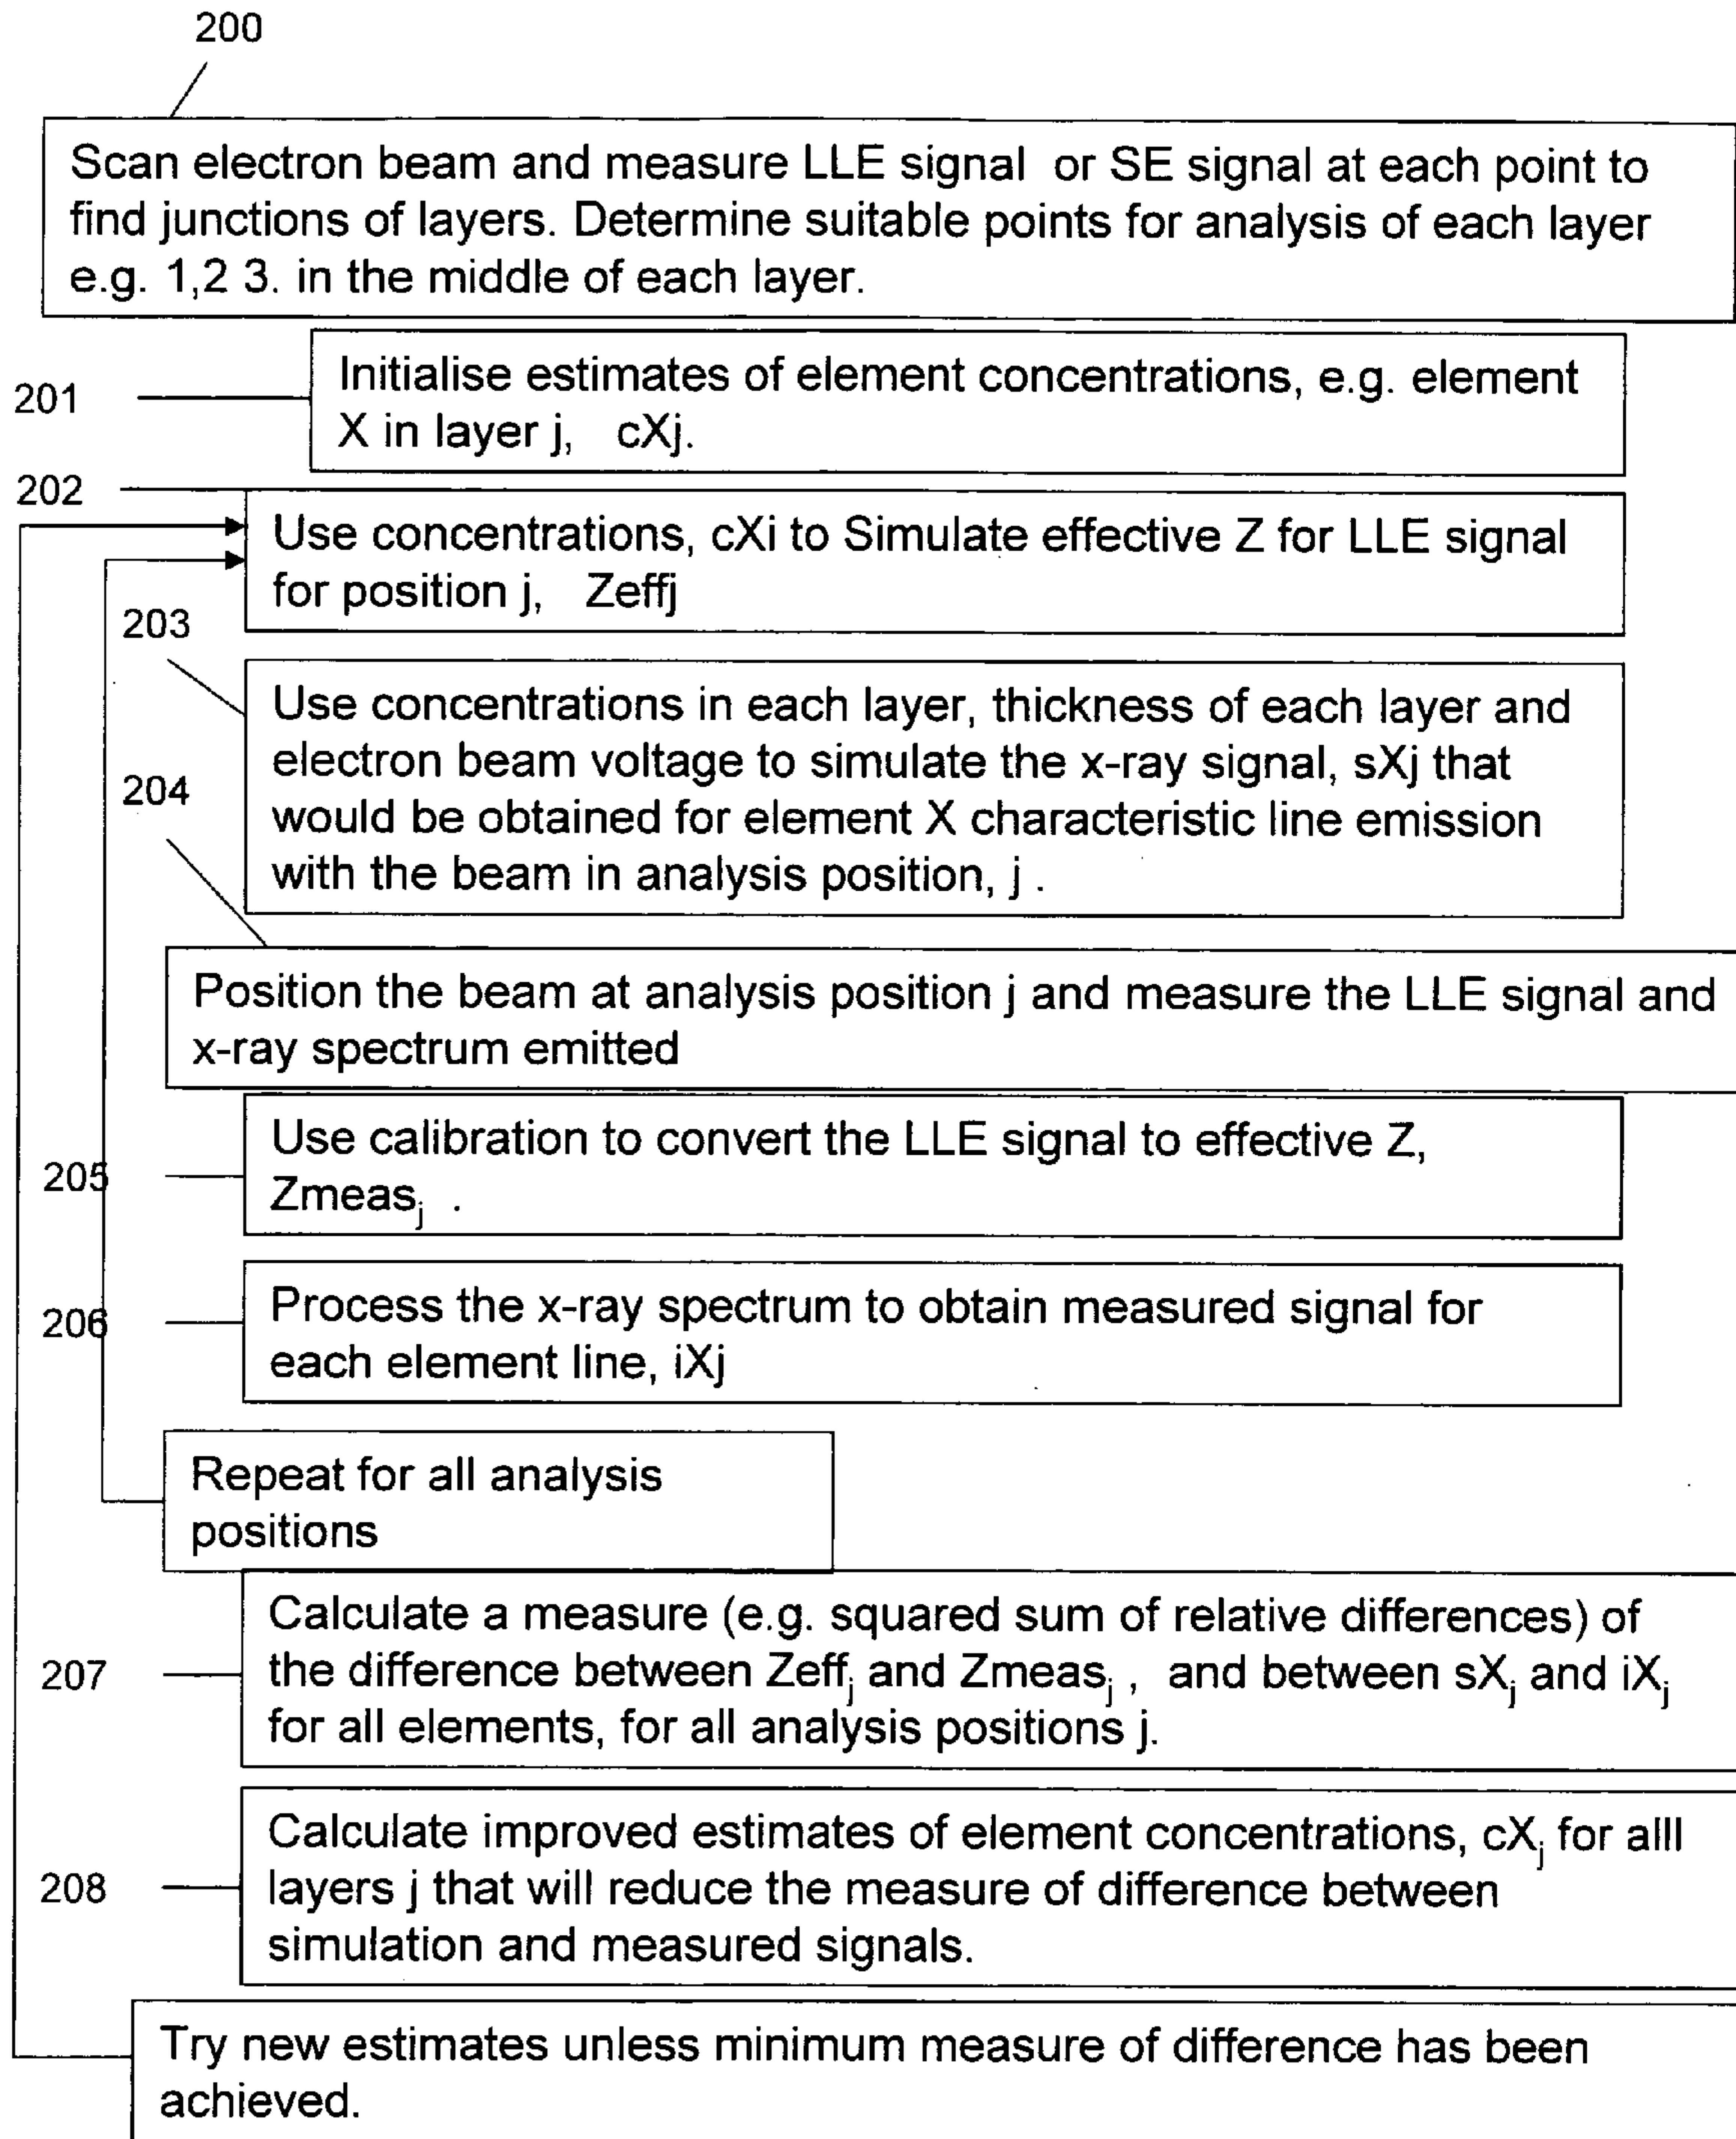 200
Scan electron beam and measure LLE signal or SE signal at each point to
find junctions of layers. Determine suitable points for analysis of each layer
e.g. 1,2 3. in the middle of each layer.
201
Initialise estimates of element concentrations, e.g. element
X in layer j, cXj.
202
Use concentrations, cXi to Simulate effective Z for LLE signal
for position j, Zeffj
203
Use concentrations in each layer, thickness of each layer and
electron beam voltage to simulate the x-ray signal, sXj that
would be obtained for element X characteristic line emission
with the beam in analysis position, j .
204
Position the beam at analysis position j and measure the LLE signal and
x-ray spectrum emitted
205
Use calibration to convert the LLE signal to effective Z,
Zmeasj .
206
Process the x-ray spectrum to obtain measured signal for
each element line, iXj
Repeat for all analysis
positions
207
Calculate a measure (e.g. squared sum of relative differences) of
the difference between Zeffj and Zmeasj , and between sXj and iXj
for all elements, for all analysis positions j.
208
Calculate improved estimates of element concentrations, cXj for alll
layers j that will reduce the measure of difference between
simulation and measured signals.
Try new estimates unless minimum measure of difference has been
achieved.